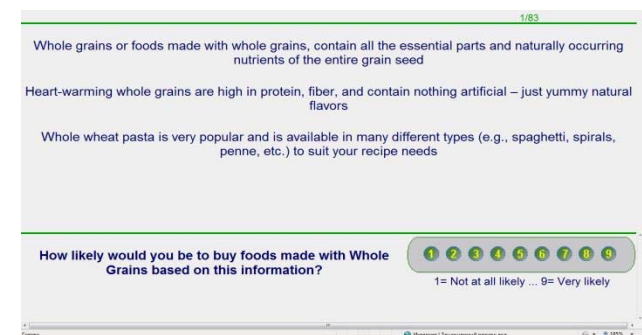 1/83
Whole grains or foods made with whole grains, contain all the essential parts and naturally occurring
nutrients of the entire grain seed
Heart-warming whole grains are high in protein, fiber, and contain nothing artificial – just yummy natural
flavors
Whole wheat pasta is very popular and is available in many different types (e.g., spaghetti, spirals,
penne, etc.) to suit your recipe needs
How likely would you be to buy foods made with Whole
Grains based on this information?
1 2 3 4 5 6 7 8 9
1= Not at all likely ... 9= Very likely